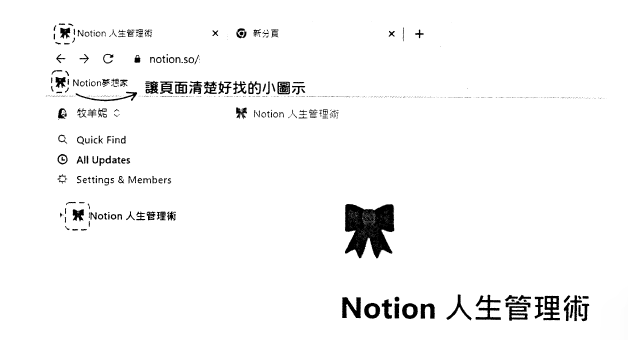 Notion 人生管理術 × 新分頁 × +
notion.so/
Notion夢想家
讓頁面清楚好找的小圖示
牧羊妮 Notion 人生管理術
Quick Find
All Updates
Settings & Members
Notion 人生管理術
Notion 人生管理術